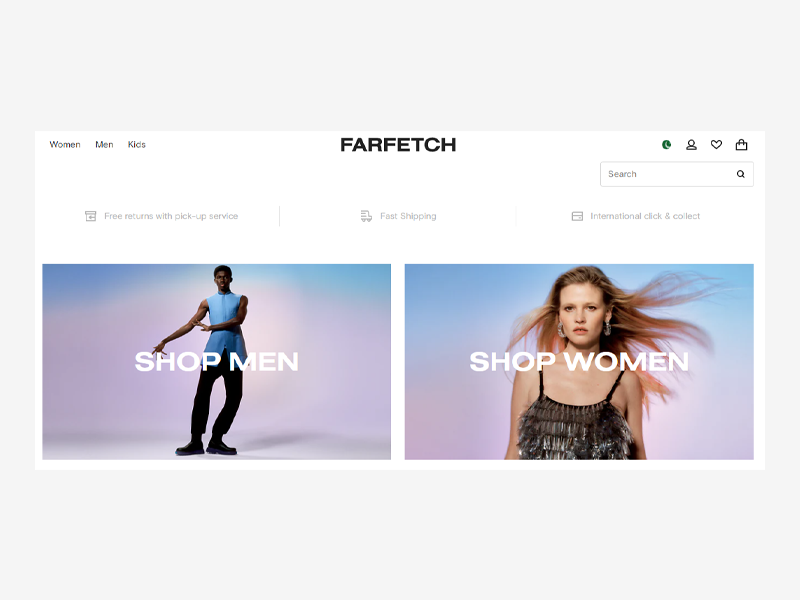 Women Men Kids
FARFETCH
Search
Free returns with pick-up service
Fast Shipping
International click & collect
SHOP MEN
SHOP WOMEN